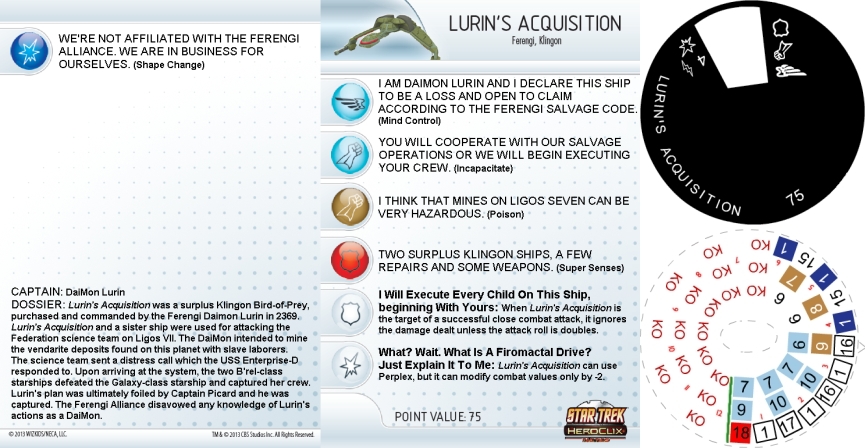 WE'RE NOT AFFILIATED WITH THE FERENGI
ALLIANCE. WE ARE IN BUSINESS FOR
OURSELVES. (Shape Change)
CAPTAIN: DaiMon Lurin
DOSSIER: Lurin's Acquisition was a surplus Klingon Bird-of-Prey,
purchased and commanded by the Ferengi Daimon Lurin in 2369.
Lurin's Acquisition and a sister ship were used for attacking the
Federation science team on Ligos VII. The DaiMon intended to mine
the vendarite deposits found on this planet with slave laborers.
The science team sent a distress call which the USS Enterprise-D
responded to. Upon arriving at the system, the two B'rel-class
starships defeated the Galaxy-class starship and captured her crew.
Lurin's plan was ultimately foiled by Captain Picard and he was
captured. The Ferengi Alliance disavowed any knowledge of Lurin's
actions as a DaiMon.
© 2013 WIZKIDS/NECA, LLC.
LURIN'S ACQUISITION
Ferengi, Klingon
I AM DAIMON LURIN AND I DECLARE THIS SHIP
TO BE A LOSS AND OPEN TO CLAIM
ACCORDING TO THE FERENGI SALVAGE CODE.
(Mind Control)
YOU WILL COOPERATE WITH OUR SALVAGE
OPERATIONS OR WE WILL BEGIN EXECUTING
YOUR CREW. (Incapacitate)
I THINK THAT MINES ON LIGOS SEVEN CAN BE
VERY HAZARDOUS. (Poison)
TWO SURPLUS KLINGON SHIPS, A FEW
REPAIRS AND SOME WEAPONS. (Super Senses)
I Will Execute Every Child On This Ship,
beginning With Yours: When Lurin's Acquisition is
the target of a successful close combat attack, it ignores
the damage dealt unless the attack roll is doubles.
What? Wait. What Is A Firomactal Drive?
Just Explain It To Me: Lurin's Acquisition can use
Perplex, but it can modify combat values only by -2.
POINT VALUE: 75
STAR TREK
HEROCLIX
TM & © 2013 CBS Studios Inc. All Rights Reserved.
4
LURIN'S ACQUISITION
75
KO KO KO KO
KO KO KO KO
KO KO KO KO
KO KO KO KO
KO KO KO KO
1 15 7 6
1 15 8 6
1 16 9 6
1 16 10 7
1 17 10 7
1 18 9 7